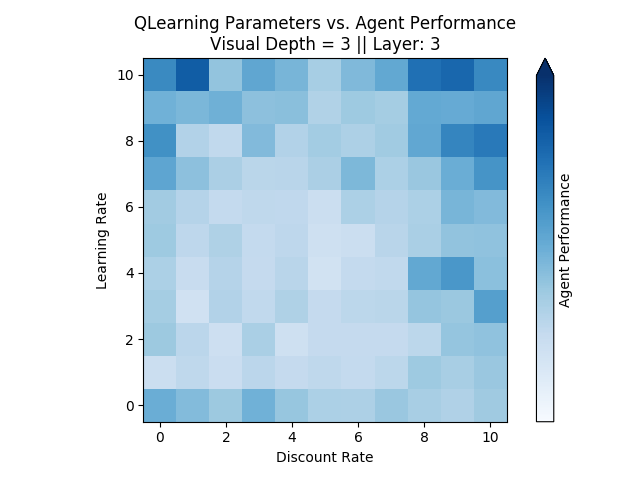 QLearning Parameters vs. Agent Performance
Visual Depth = 3 || Layer: 3
10
8
6
4
2
0
Learning Rate
0 2 4 6 8 10
Discount Rate
Agent Performance